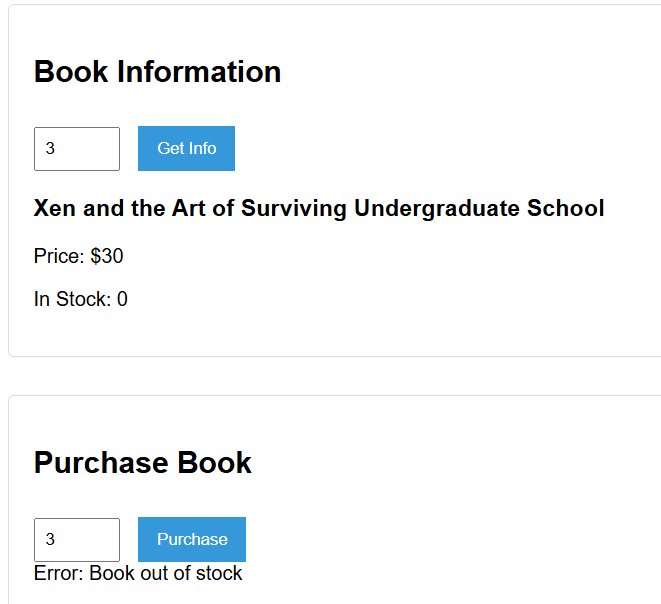 Book Information
3 Get Info
Xen and the Art of Surviving Undergraduate School
Price: $30
In Stock: 0
Purchase Book
3 Purchase
Error: Book out of stock